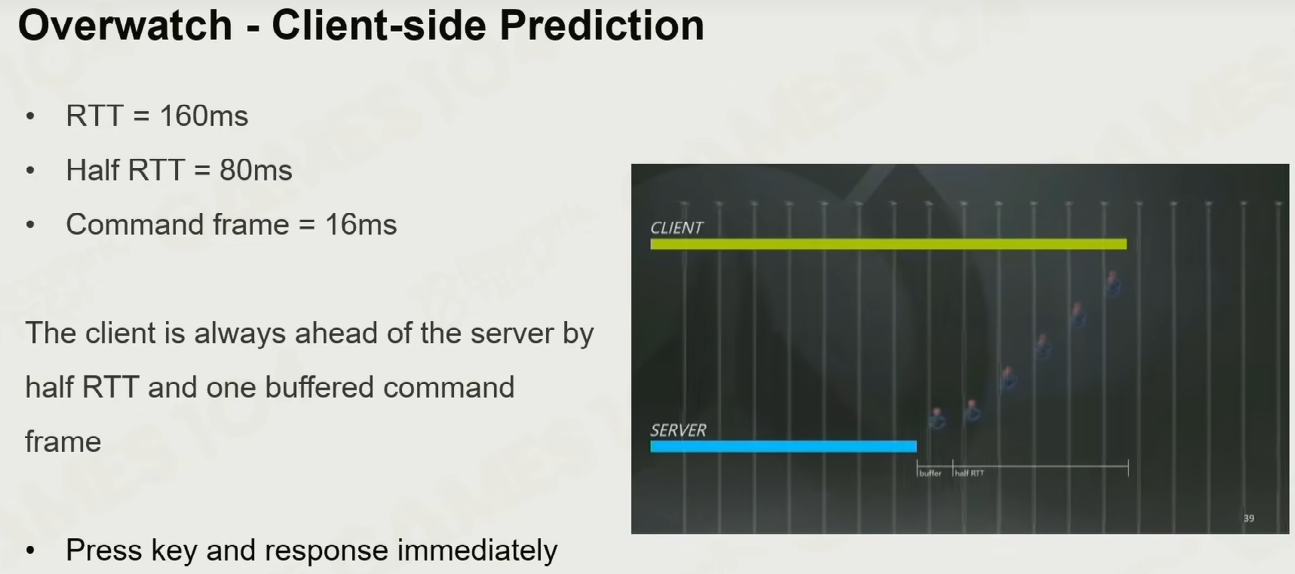 Overwatch - Client-side Prediction
• RTT = 160ms
• Half RTT = 80ms
• Command frame = 16ms
The client is always ahead of the server by
half RTT and one buffered command
frame
• Press key and response immediately
CLIENT
SERVER
buffer
half RTT
39